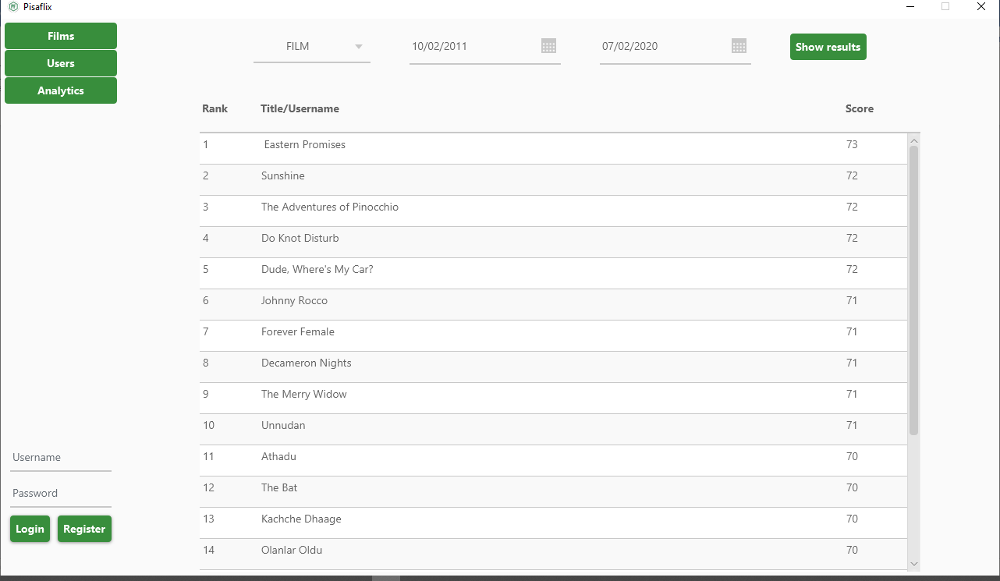 Pisaflix
Films
Users
Analytics
FILM 10/02/2011 07/02/2020 Show results
Rank Title/Username Score
1 Eastern Promises 73
2 Sunshine 72
3 The Adventures of Pinocchio 72
4 Do Knot Disturb 72
5 Dude, Where's My Car? 72
6 Johnny Rocco 71
7 Forever Female 71
8 Decameron Nights 71
9 The Merry Widow 71
10 Unnudan 71
11 Athadu 70
12 The Bat 70
13 Kachche Dhaage 70
14 Olanlar Oldu 70
Username
Password
Login Register